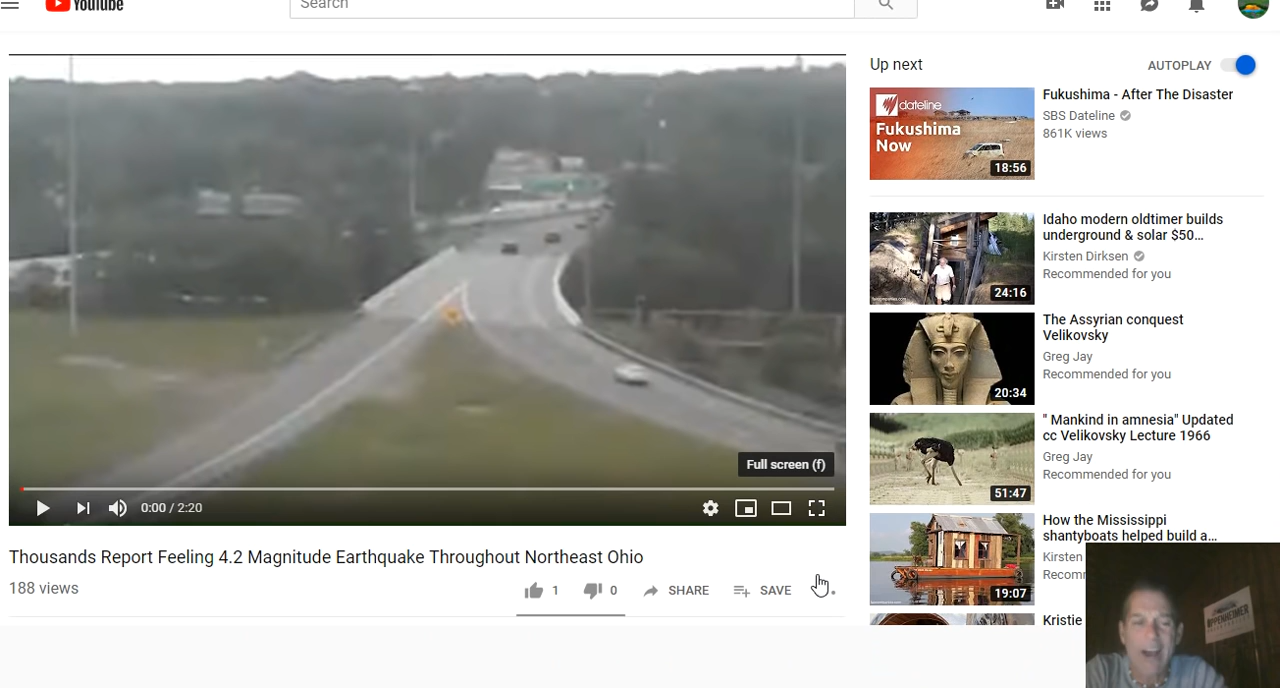 YouTube
Search
Up next
AUTOPLAY
dateline
Fukushima
Now
18:56
Fukushima - After The Disaster
SBS Dateline
861K views
24:16
Idaho modern oldtimer builds
underground & solar $50...
Kirsten Dirksen
Recommended for you
20:34
The Assyrian conquest
Velikovsky
Greg Jay
Recommended for you
51:47
" Mankind in amnesia" Updated
cc Velikovsky Lecture 1966
Greg Jay
Recommended for you
19:07
How the Mississippi
shantyboats helped build a...
Kirsten
Recom
Kristie
Full screen (f)
0:00 / 2:20
Thousands Report Feeling 4.2 Magnitude Earthquake Throughout Northeast Ohio
188 views
1
0
SHARE
SAVE
OPPENHEIMER